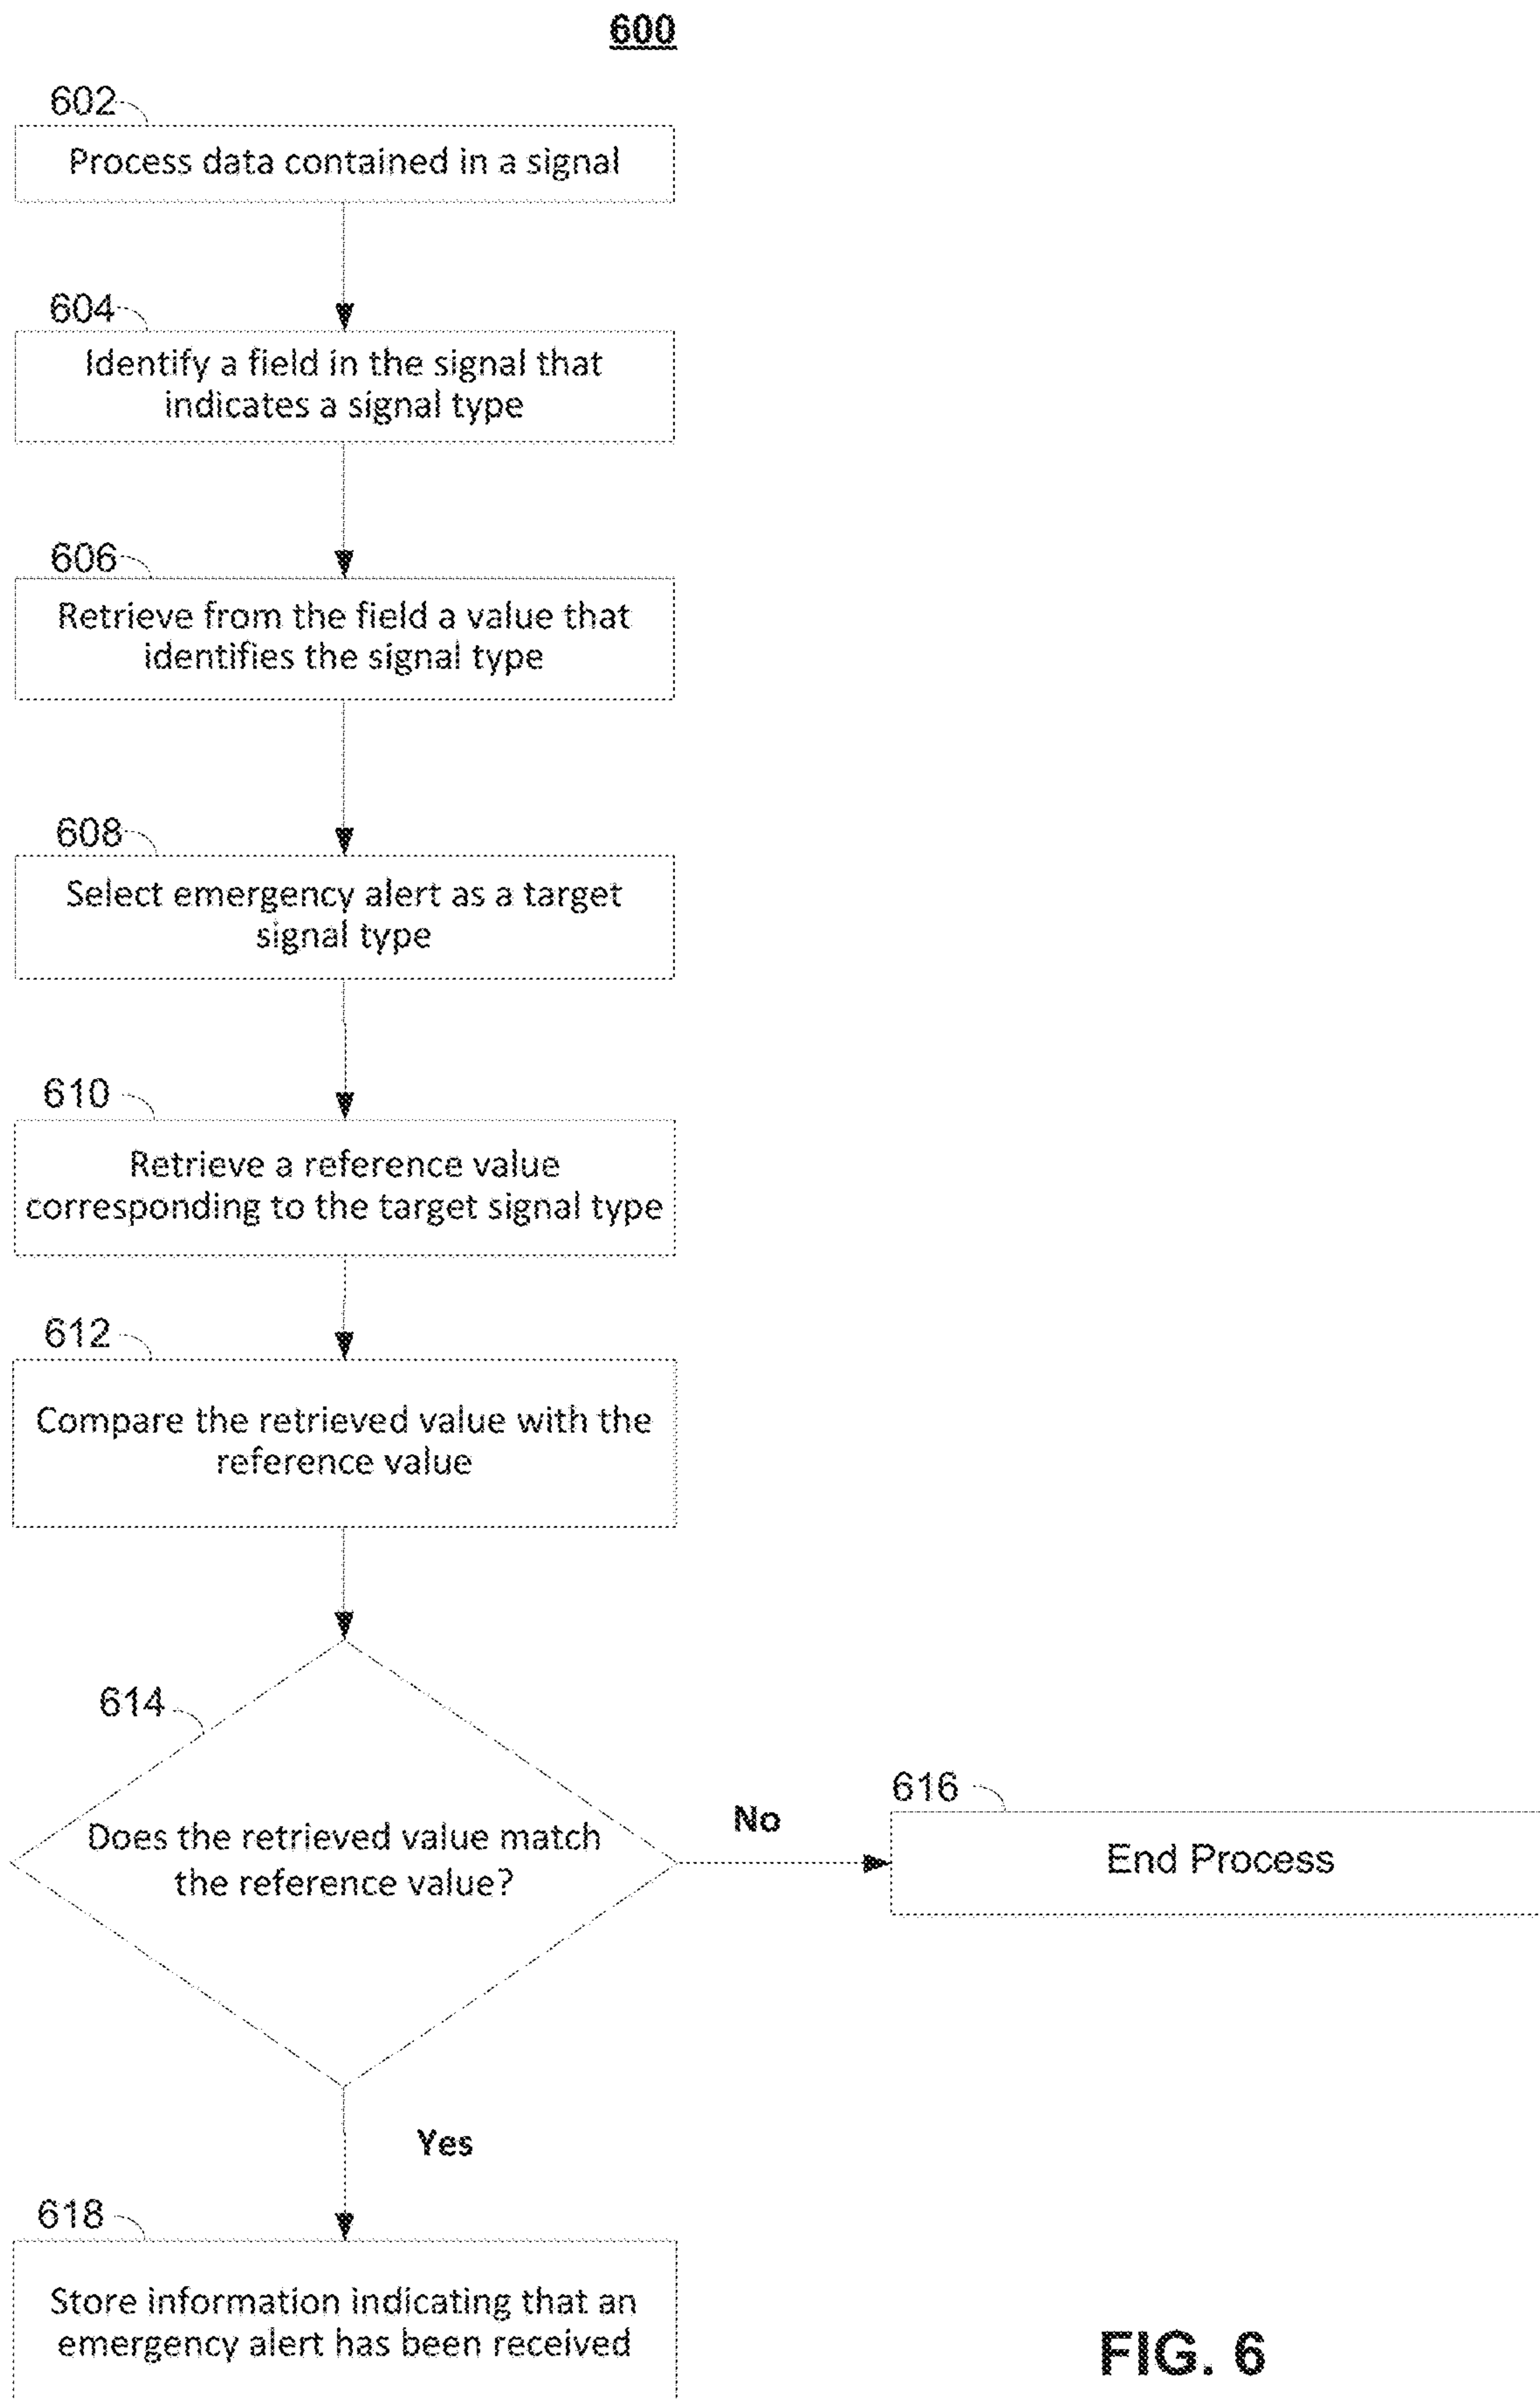 600
602
Process data contained in a signal
604
Identify a field in the signal that
indicates a signal type
606
Retrieve from the field a value that
identifies the signal type
608
Select emergency alert as a target
signal type
610
Retrieve a reference value
corresponding to the target signal type
612
Compare the retrieved value with the
reference value
614
Does the retrieved value match
the reference value?
No
616
End Process
Yes
618
Store information indicating that an
emergency alert has been received
FIG. 6